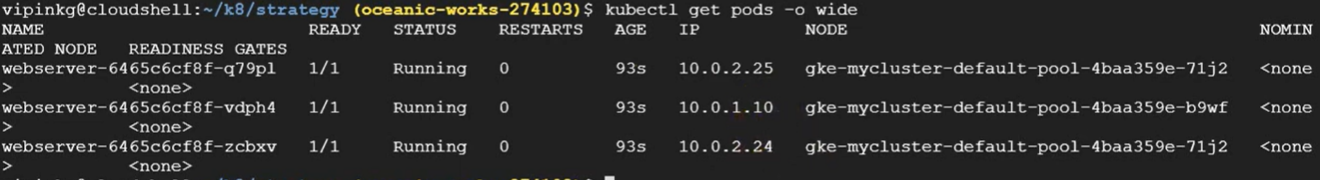 vipinkg@cloudshell:~/k8/strategy (oceanic-works-274103)$ kubectl get pods -o wide
NAME READY STATUS RESTARTS AGE IP NODE NOMIN
ATED NODE READINESS GATES
webserver-6465c6cf8f-q79pl 1/1 Running 0 93s 10.0.2.25 gke-mycluster-default-pool-4baa359e-71j2 <none
> <none>
webserver-6465c6cf8f-vdph4 1/1 Running 0 93s 10.0.1.10 gke-mycluster-default-pool-4baa359e-b9wf <none
> <none>
webserver-6465c6cf8f-zcbxv 1/1 Running 0 93s 10.0.2.24 gke-mycluster-default-pool-4baa359e-71j2 <none
> <none>